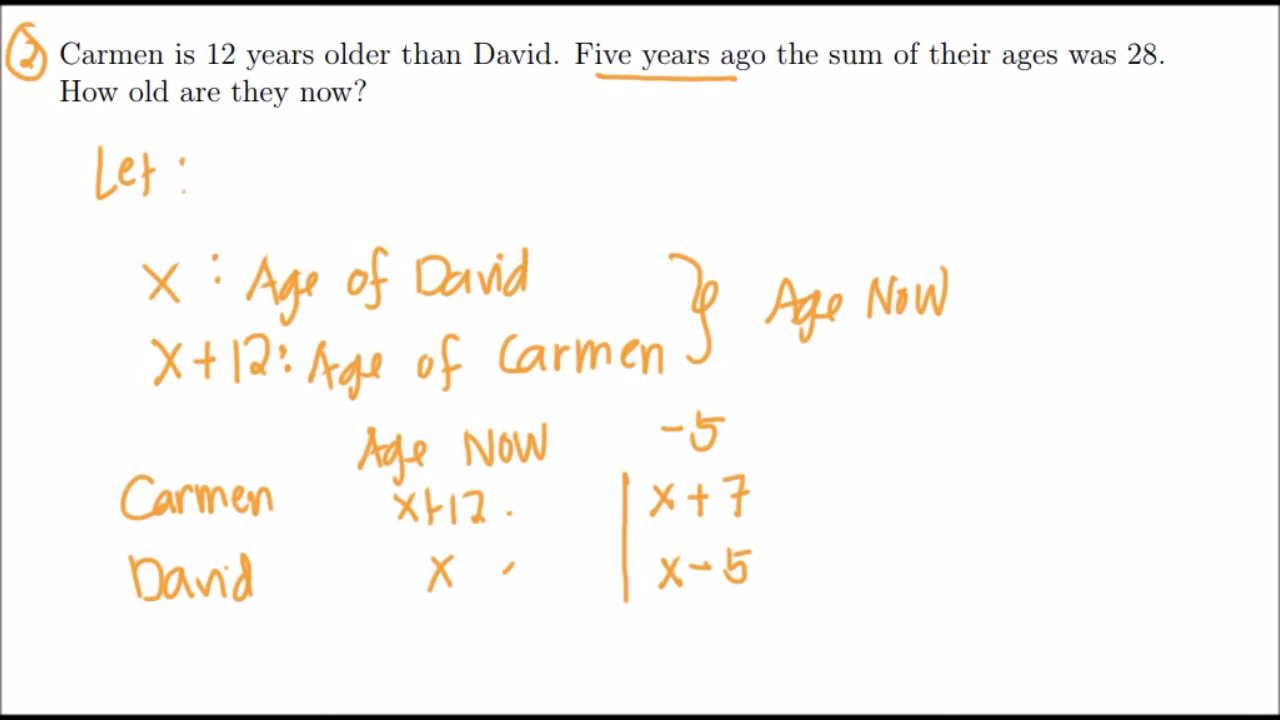 2 Carmen is 12 years older than David. Five years ago the sum of their ages was 28.
How old are they now?
Let :
x : Age of David
x+12 : Age of Carmen } Age Now
Age Now -5
Carmen x+12 . | x+7
David x | x-5